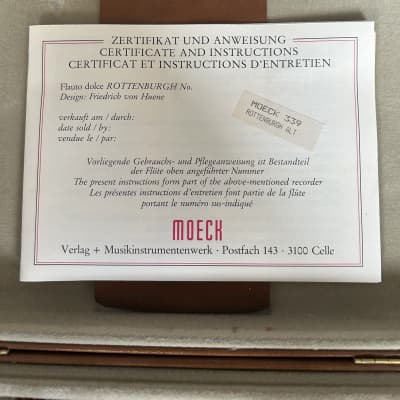 ZERTIFIKAT UND ANWEISUNG
CERTIFICATE AND INSTRUCTIONS
CERTIFICAT ET INSTRUCTIONS D'ENTRETIEN
Flauto dolce ROTTENBURGH No.
Design: Friedrich von Huene
MOECK 339
ROTTENBURGH ALT
verkauft am / durch:
date sold / by:
vendue le / par:
Vorliegende Gebrauchs- und Pflegeanweisung ist Bestandteil
der Flöte oben angeführter Nummer
The present instructions form part of the above-mentioned recorder
Les présentes instructions d'entretien font partie de la flûte
portant le numéro sus-indiqué
MOECK
Verlag + Musikinstrumentenwerk · Postfach 143 · 3100 Celle